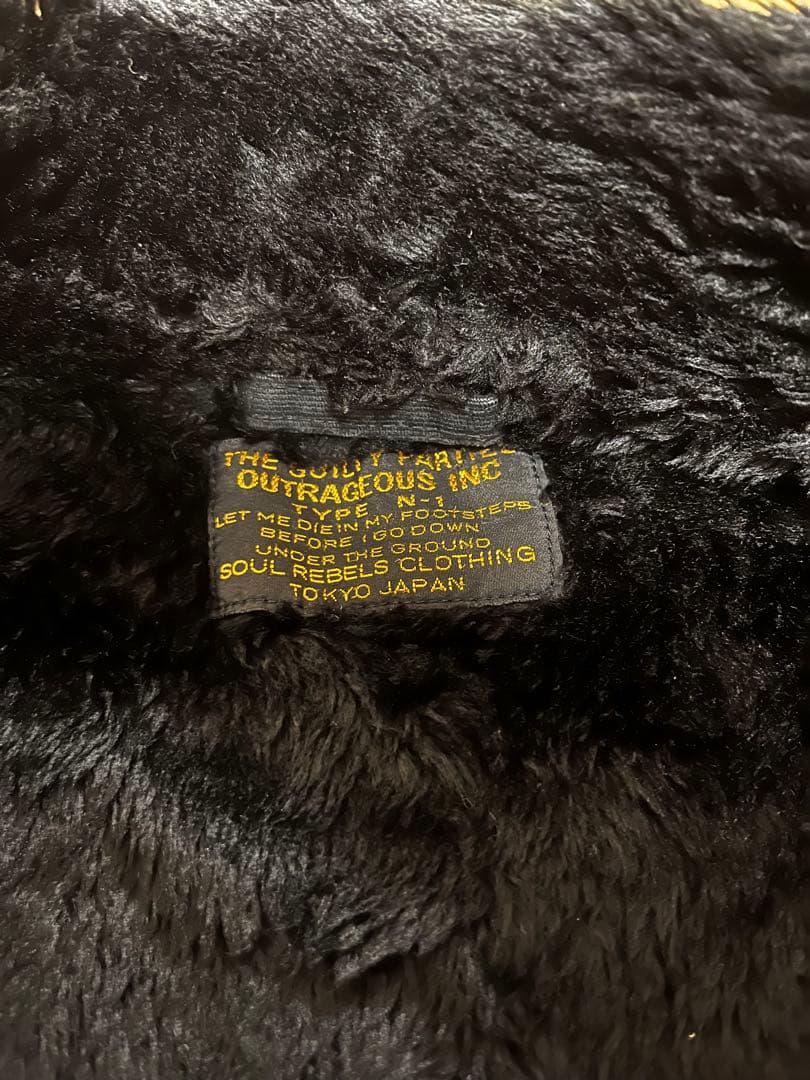 THE GUILTY PARTIES
OUTRAGEOUS INC
TYPE N-1
LET ME DIE IN MY FOOTSTEPS
BEFORE I GO DOWN
UNDER THE GROUND
SOUL REBELS CLOTHING
TOKYO JAPAN